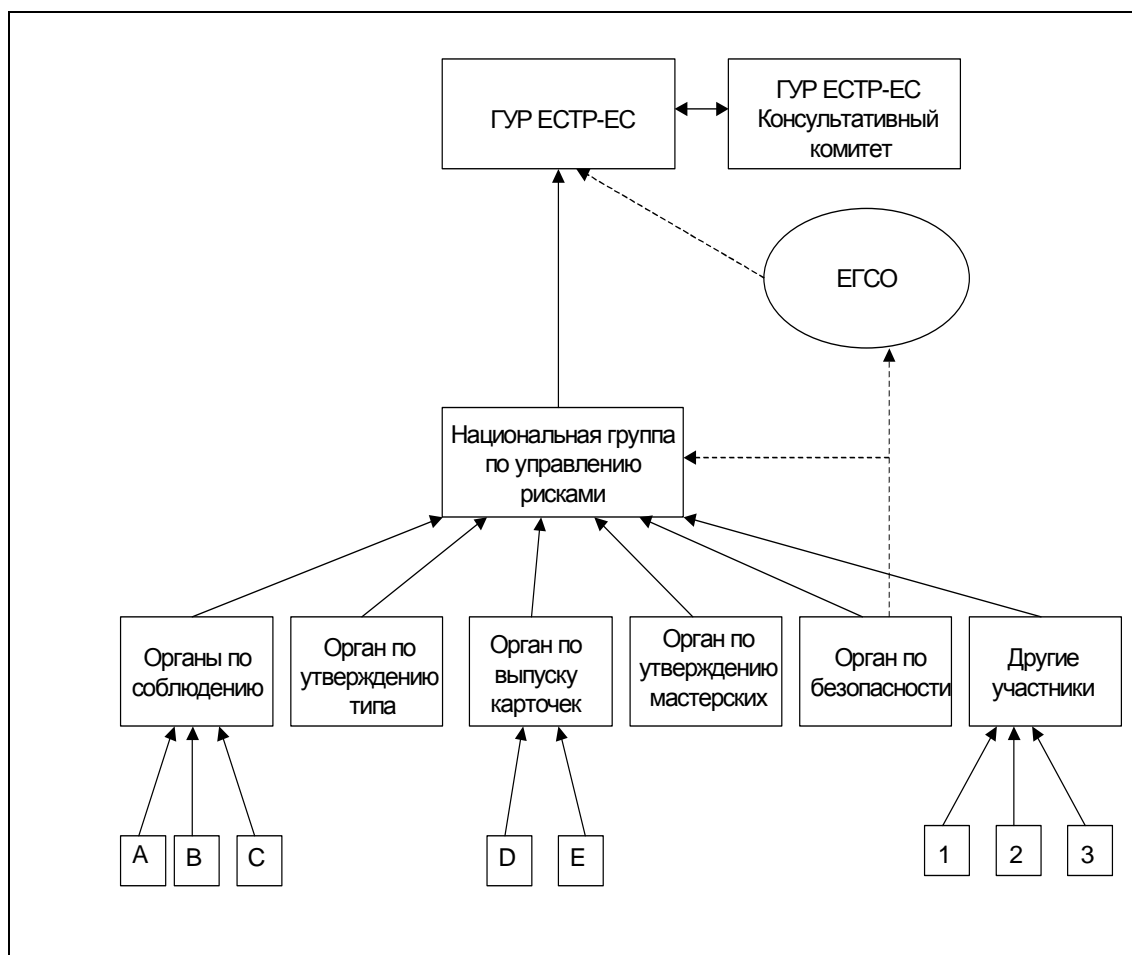 ГУР ЕСТР-ЕС
ГУР ЕСТР-ЕС
Консультативный
комитет
ЕГСО
Национальная группа
по управлению
рисками
Органы по
соблюдению
Орган по
утверждению
типа
Орган по
выпуску
карточек
Орган по
утверждению
мастерских
Орган по
безопасности
Другие
участники
A
B
C
D
E
1
2
3